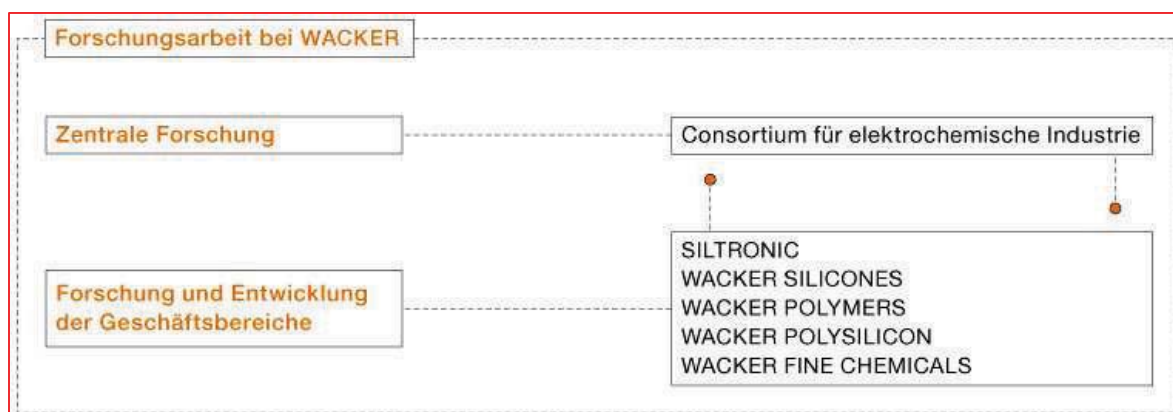 Forschungsarbeit bei WACKER
Zentrale Forschung
Consortium für elektrochemische Industrie
Forschung und Entwicklung
der Geschäftsbereiche
SILTRONIC
WACKER SILICONES
WACKER POLYMERS
WACKER POLYSILICON
WACKER FINE CHEMICALS